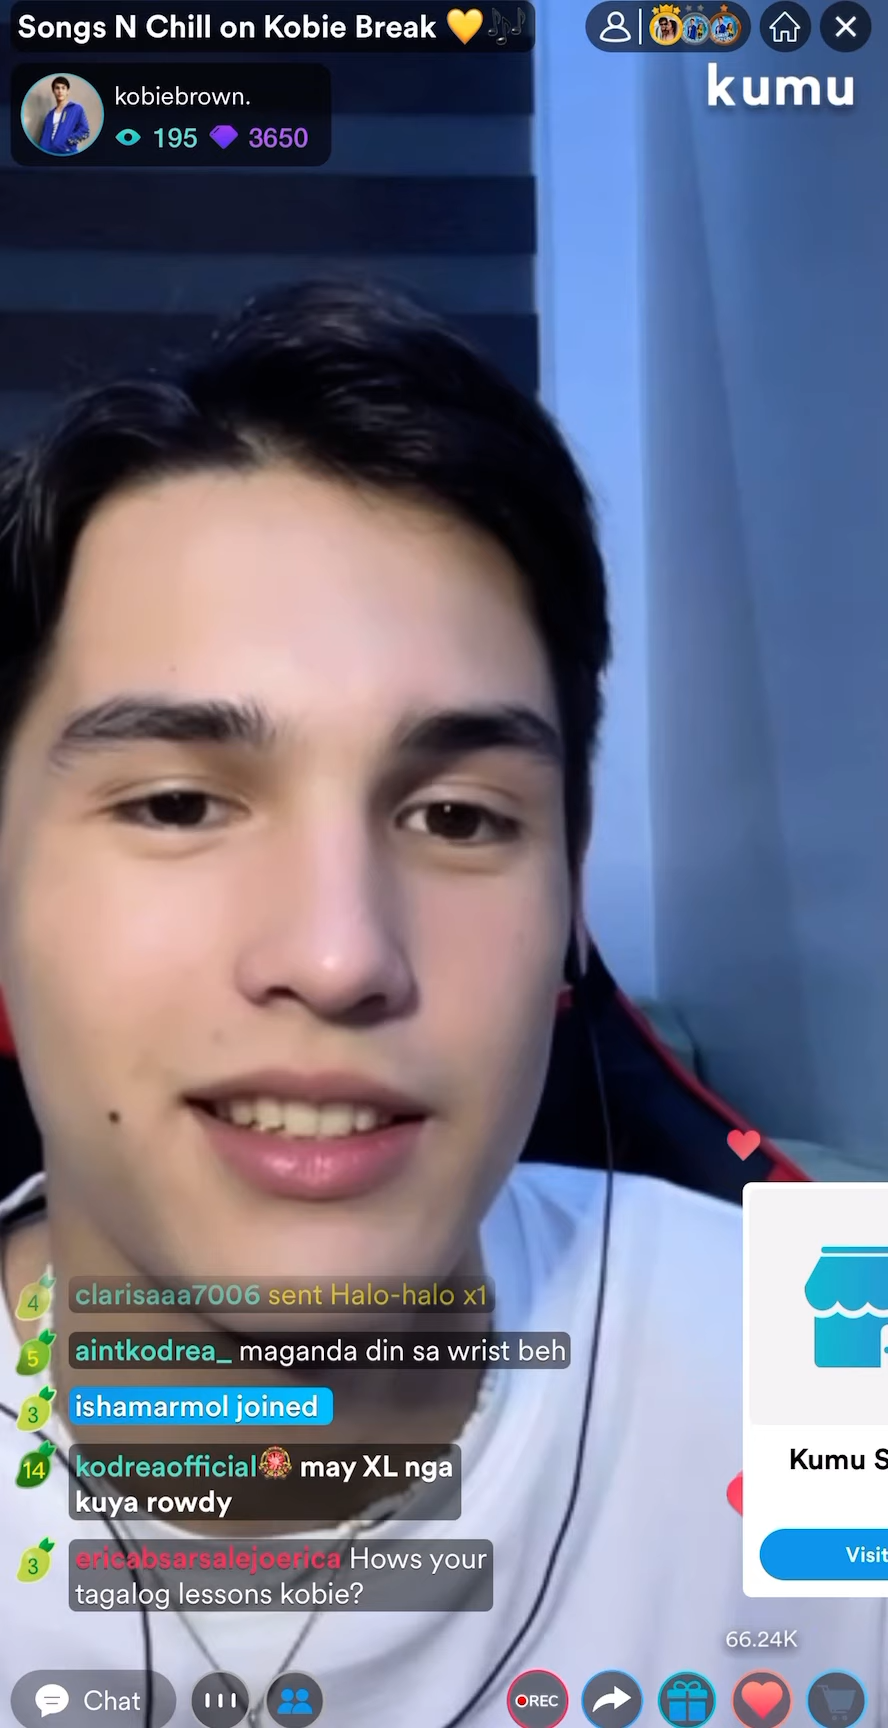 Songs N Chill on Kobie Break 💛🎶
kumu
kobiebrown.
195 3650
4 clarisaaa7006 sent Halo-halo x1
5 aintkodrea_ maganda din sa wrist beh
3 ishamarmol joined
14 kodreaofficial may XL nga
kuya rowdy
3 ericabsarsalejoerica Hows your
tagalog lessons kobie?
Kumu S
Visit
66.24K
Chat
REC